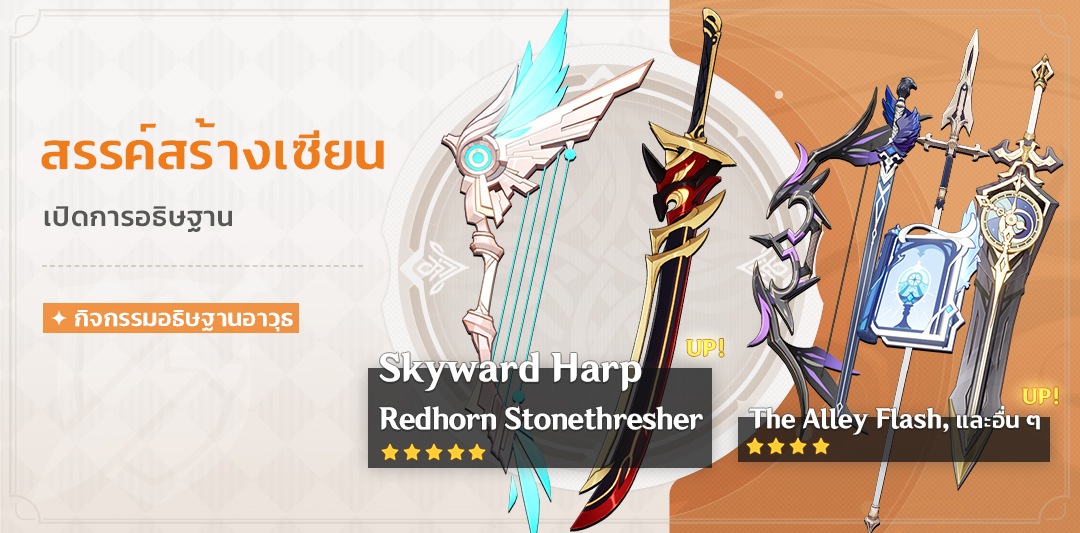 สรรค์สร้างเซียน
เปิดการอธิษฐาน
✦ กิจกรรมอธิษฐานอาวุธ
UP!
Skyward Harp
Redhorn Stonethresher
UP!
The Alley Flash, และอื่น ๆ